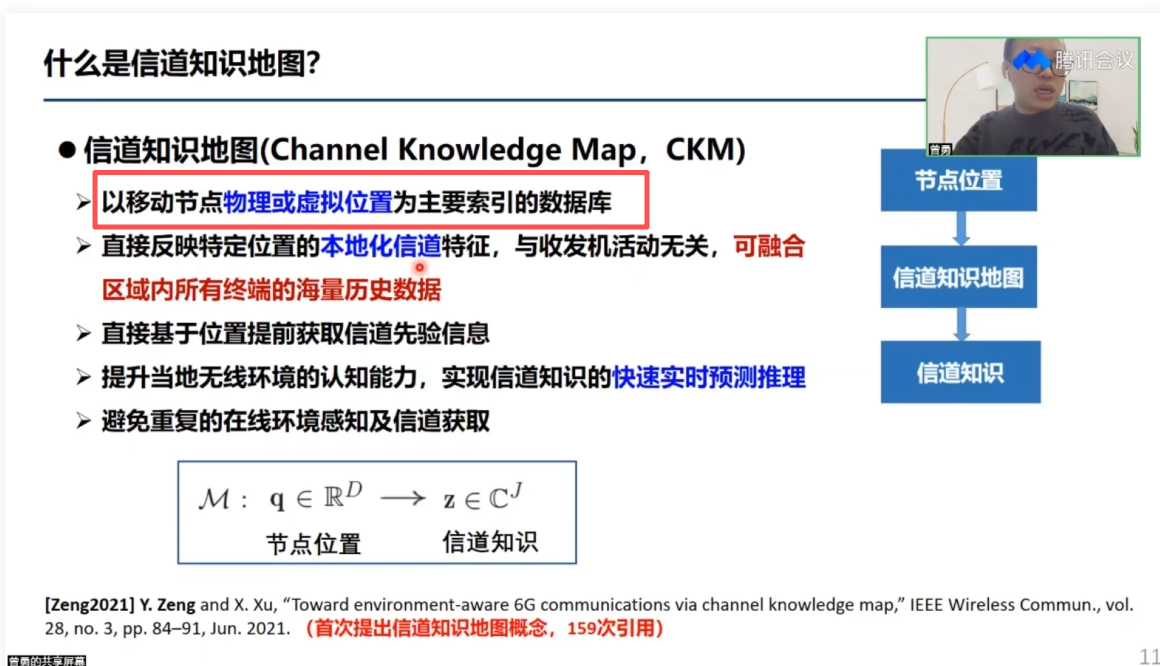 什么是信道知识地图?
腾讯会议
曾勇
● 信道知识地图(Channel Knowledge Map，CKM)
➢ 以移动节点物理或虚拟位置为主要索引的数据库
➢ 直接反映特定位置的本地化信道特征，与收发机活动无关，可融合
区域内所有终端的海量历史数据
➢ 直接基于位置提前获取信道先验信息
➢ 提升当地无线环境的认知能力，实现信道知识的快速实时预测推理
➢ 避免重复的在线环境感知及信道获取
节点位置
信道知识地图
信道知识
ℳ : q ∈ ℝ^D ⟶ z ∈ ℂ^J
节点位置 信道知识
[Zeng2021] Y. Zeng and X. Xu, “Toward environment-aware 6G communications via channel knowledge map,” IEEE Wireless Commun., vol.
28, no. 3, pp. 84–91, Jun. 2021. （首次提出信道知识地图概念，159次引用）
曾勇的共享屏幕
11